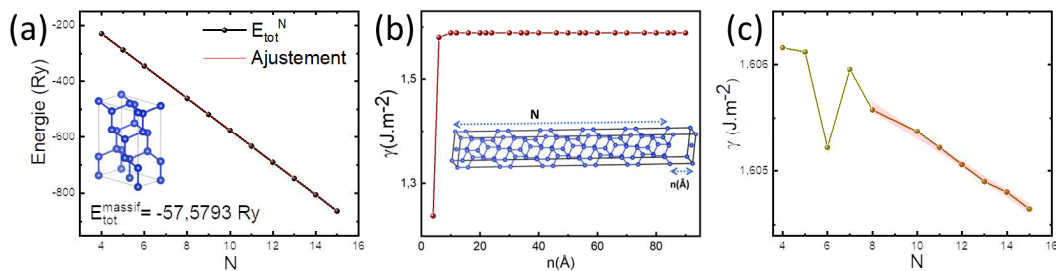 (a)
Energie (Ry)
-200
-400
-600
-800
E_tot^N
Ajustement
E_tot^massif = -57,5793 Ry
4 6 8 10 12 14 16
N
(b)
γ(J.m-2)
1,5
1,3
N
n(Å)
0 20 40 60 80
n(Å)
(c)
γ (J.m-2)
1,606
1,605
4 6 8 10 12 14 16
N